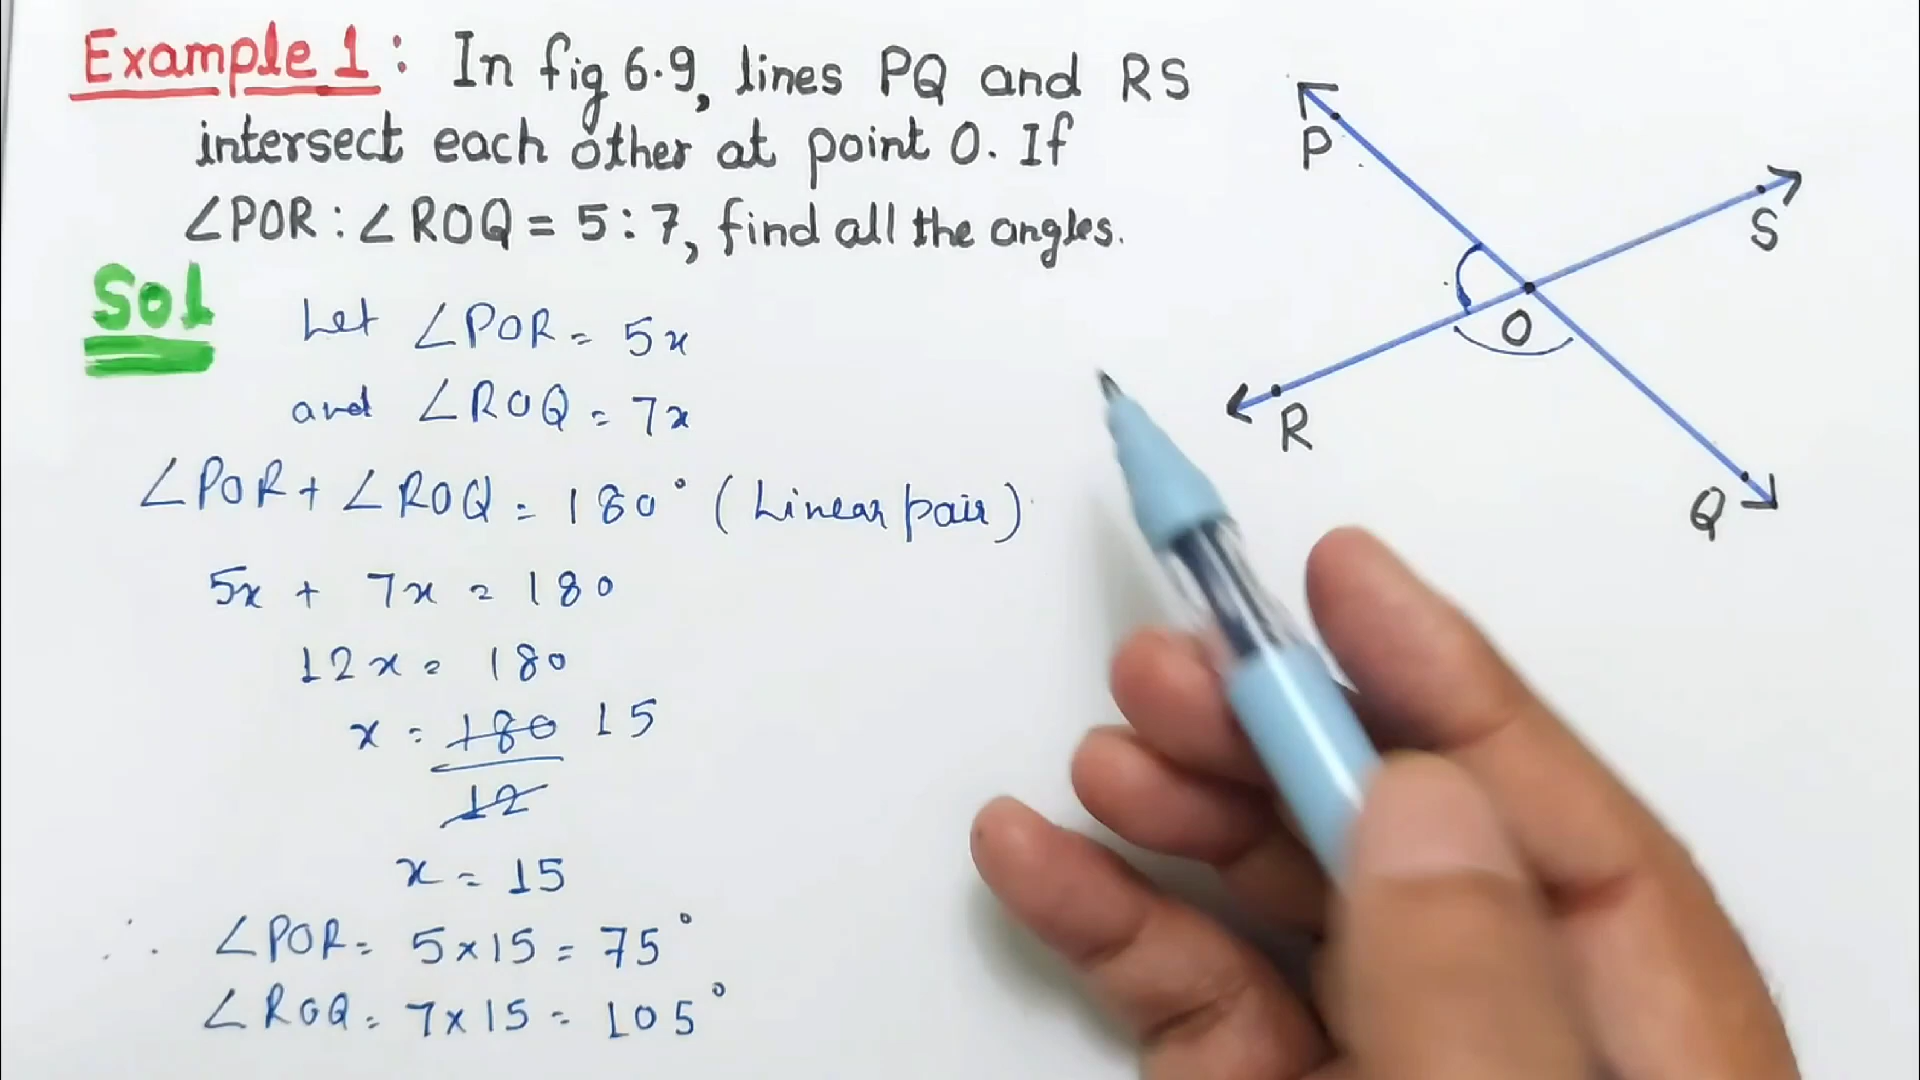 Example 1: In fig 6.9, lines PQ and RS
intersect each other at point O. If
∠POR : ∠ROQ = 5 : 7, find all the angles.
Sol
Let ∠POR = 5x
and ∠ROQ = 7x
∠POR + ∠ROQ = 180° (Linear pair)
5x + 7x = 180
12x = 180
x = 180 15
12
x = 15
∴ ∠POR = 5 × 15 = 75°
∠ROQ = 7 × 15 = 105°
P
S
O
R
Q